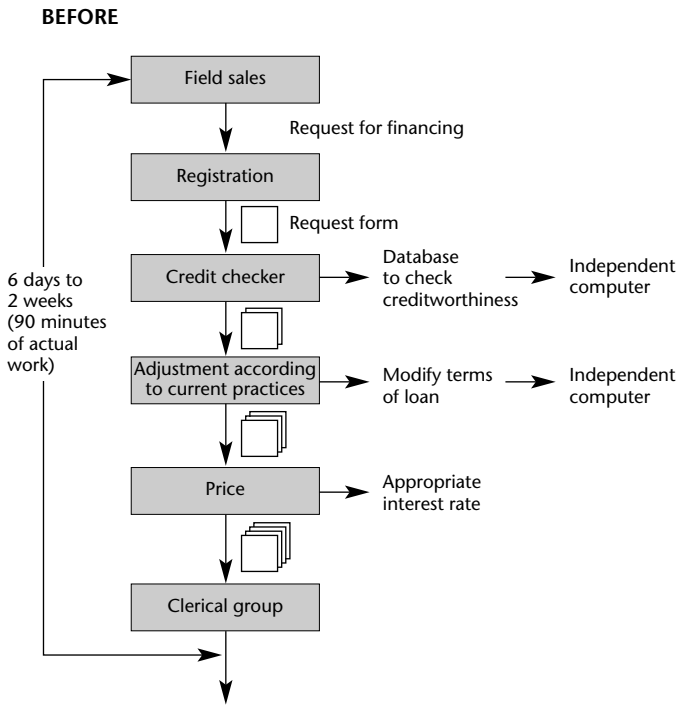 BEFORE
Field sales
Request for financing
Registration
Request form
Credit checker
Database
to check
creditworthiness
Independent
computer
6 days to
2 weeks
(90 minutes
of actual
work)
Adjustment according
to current practices
Modify terms
of loan
Independent
computer
Price
Appropriate
interest rate
Clerical group